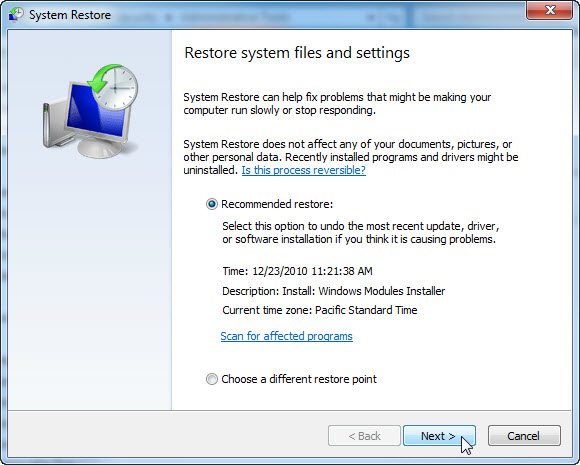 System Restore
Restore system files and settings
System Restore can help fix problems that might be making your
computer run slowly or stop responding.
System Restore does not affect any of your documents, pictures, or
other personal data. Recently installed programs and drivers might be
uninstalled. Is this process reversible?
Recommended restore:
Select this option to undo the most recent update, driver,
or software installation if you think it is causing problems.
Time: 12/23/2010 11:21:38 AM
Description: Install: Windows Modules Installer
Current time zone: Pacific Standard Time
Scan for affected programs
Choose a different restore point
< Back Next > Cancel